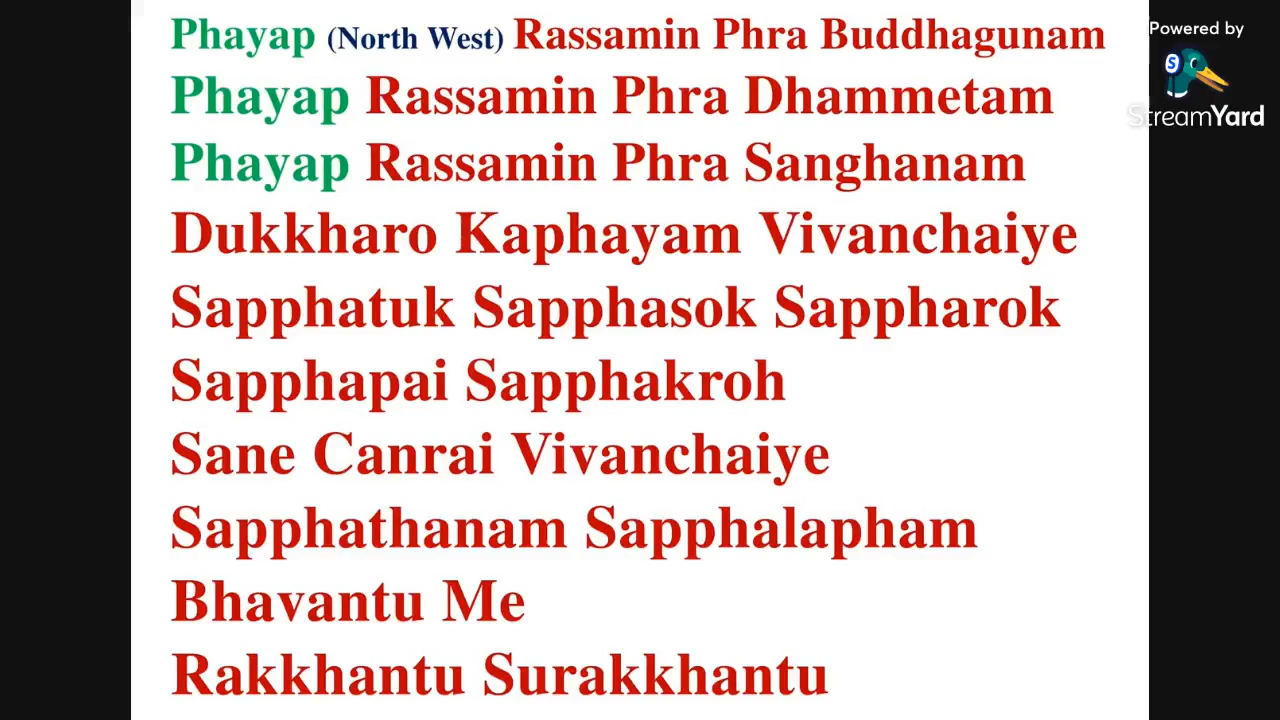 Phayap (North West) Rassamin Phra Buddhagunam
Phayap Rassamin Phra Dhammetam
Phayap Rassamin Phra Sanghanam
Dukkharo Kaphayam Vivanchaiye
Sapphatuk Sapphasok Sappharok
Sapphapai Sapphakroh
Sane Canrai Vivanchaiye
Sapphathanam Sapphalapham
Bhavantu Me
Rakkhantu Surakkhantu
Powered by
S
StreamYard